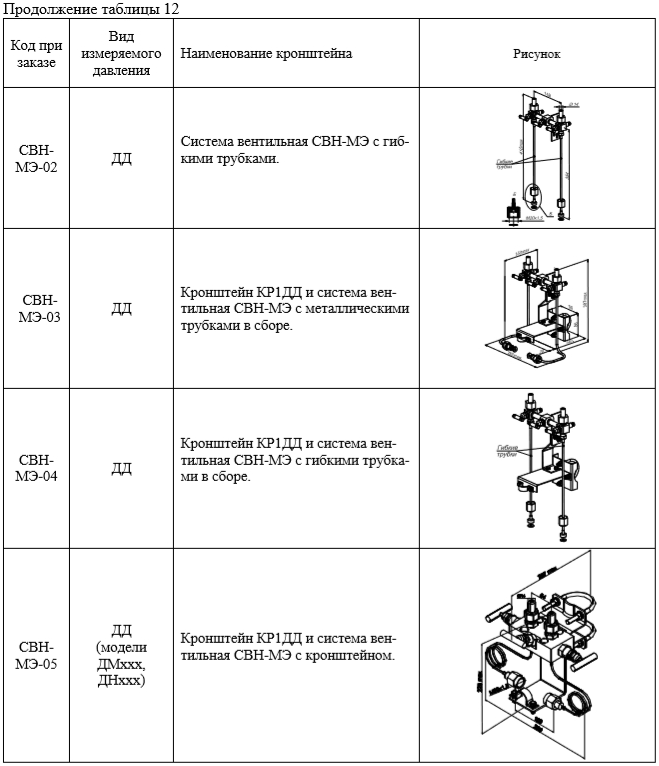 Продолжение таблицы 12
Код при
заказе
Вид
измеряемого
давления
Наименование кронштейна
Рисунок
СВН-
МЭ-02
ДД
Система вентильная СВН-МЭ с гиб-
кими трубками.
Гибкие
трубки
М20х1,5
СВН-
МЭ-03
ДД
Кронштейн КР1ДД и система вен-
тильная СВН-МЭ с металлическими
трубками в сборе.
СВН-
МЭ-04
ДД
Кронштейн КР1ДД и система вен-
тильная СВН-МЭ с гибкими трубка-
ми в сборе.
Гибкие
трубки
СВН-
МЭ-05
ДД
(модели
ДМххх,
ДНххх)
Кронштейн КР1ДД и система вен-
тильная СВН-МЭ с кронштейном.